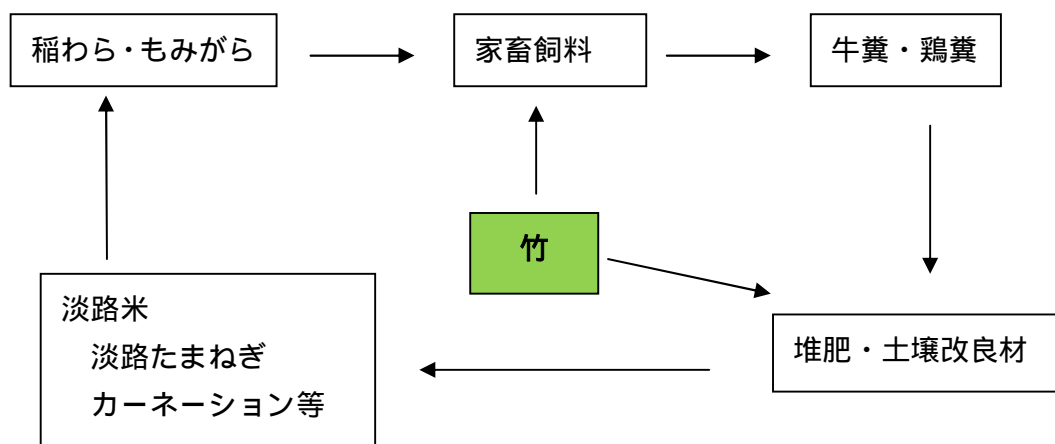 稲わら・もみがら
家畜飼料
牛糞・鶏糞
竹
淡路米
淡路たまねぎ
カーネーション等
堆肥・土壌改良材